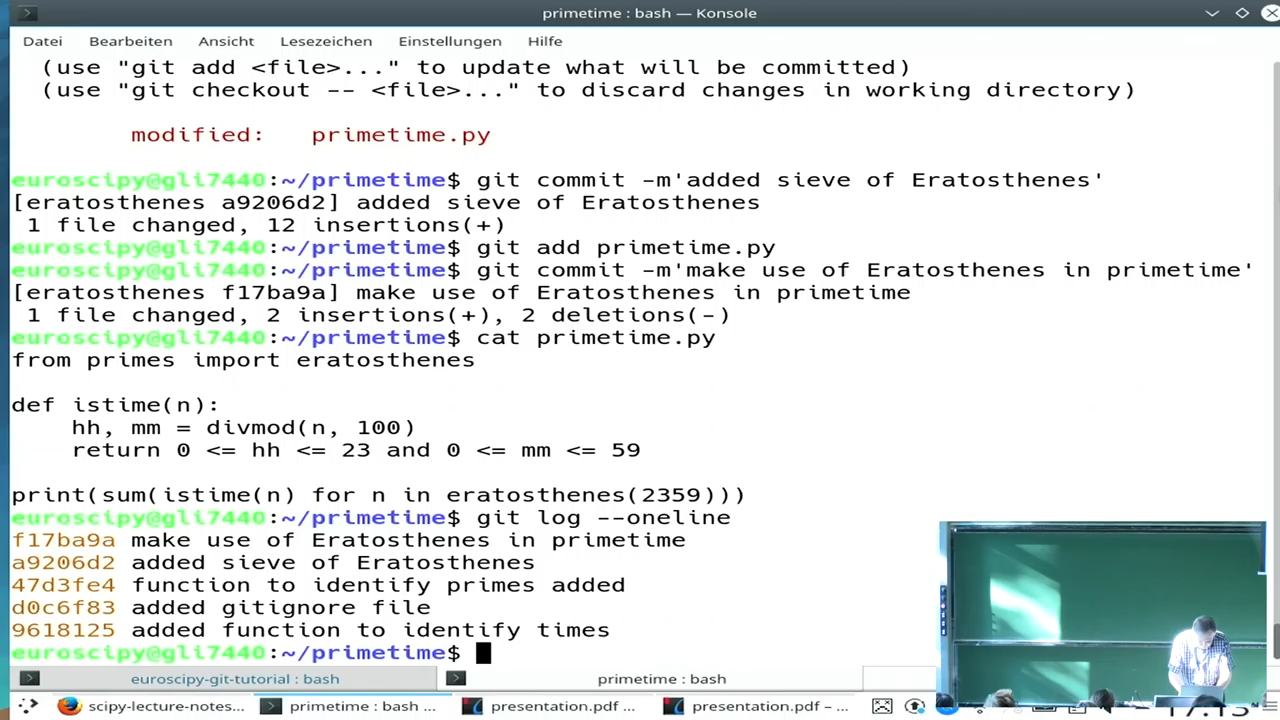 primetime : bash — Konsole
Datei Bearbeiten Ansicht Lesezeichen Einstellungen Hilfe
(use "git add <file>..." to update what will be committed)
(use "git checkout -- <file>..." to discard changes in working directory)
modified: primetime.py
euroscipy@gli7440:~/primetime$ git commit -m'added sieve of Eratosthenes'
[eratosthenes a9206d2] added sieve of Eratosthenes
1 file changed, 12 insertions(+)
euroscipy@gli7440:~/primetime$ git add primetime.py
euroscipy@gli7440:~/primetime$ git commit -m'make use of Eratosthenes in primetime'
[eratosthenes f17ba9a] make use of Eratosthenes in primetime
1 file changed, 2 insertions(+), 2 deletions(-)
euroscipy@gli7440:~/primetime$ cat primetime.py
from primes import eratosthenes
def istime(n):
hh, mm = divmod(n, 100)
return 0 <= hh <= 23 and 0 <= mm <= 59
print(sum(istime(n) for n in eratosthenes(2359)))
euroscipy@gli7440:~/primetime$ git log --oneline
f17ba9a make use of Eratosthenes in primetime
a9206d2 added sieve of Eratosthenes
47d3fe4 function to identify primes added
d0c6f83 added gitignore file
9618125 added function to identify times
euroscipy@gli7440:~/primetime$
euroscipy-git-tutorial : bash primetime : bash
scipy-lecture-notes... primetime : bash ... presentation.pdf ... presentation.pdf – ...